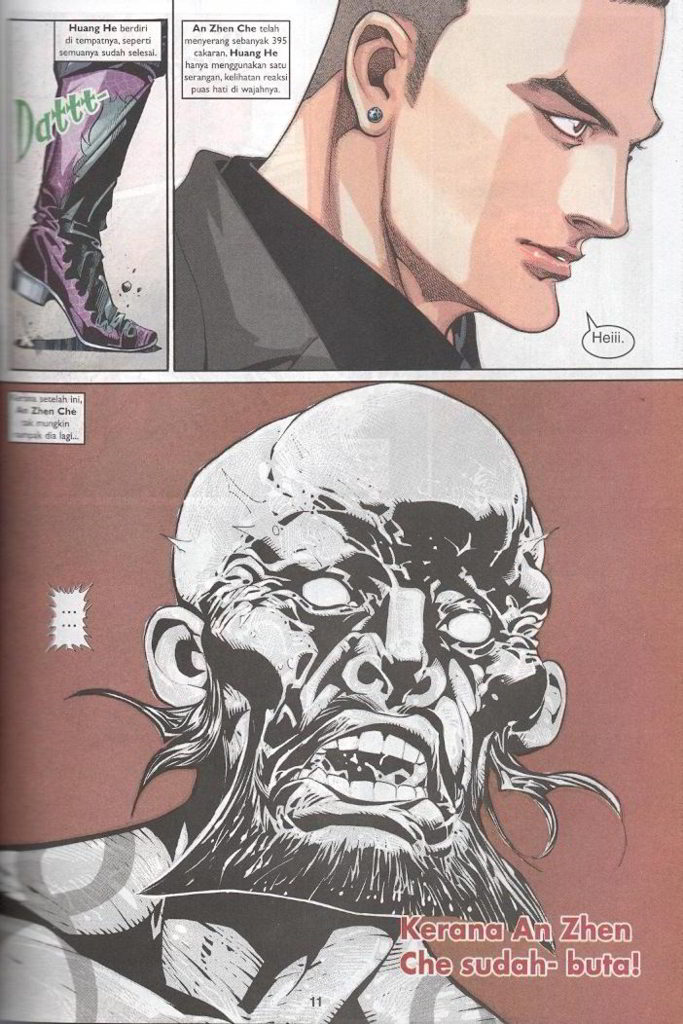 Huang He berdiri
di tempatnya, seperti
semuanya sudah selesai.
An Zhen Che telah
menyerang sebanyak 395
cakaran, Huang He
hanya menggunakan satu
serangan, kelihatan reaksi
puas hati di wajahnya.
Dattt-
Heiii.
Kerana setelah ini,
An Zhen Che
tak mungkin
nampak dia lagi...
...
Kerana An Zhen
Che sudah- buta!
11